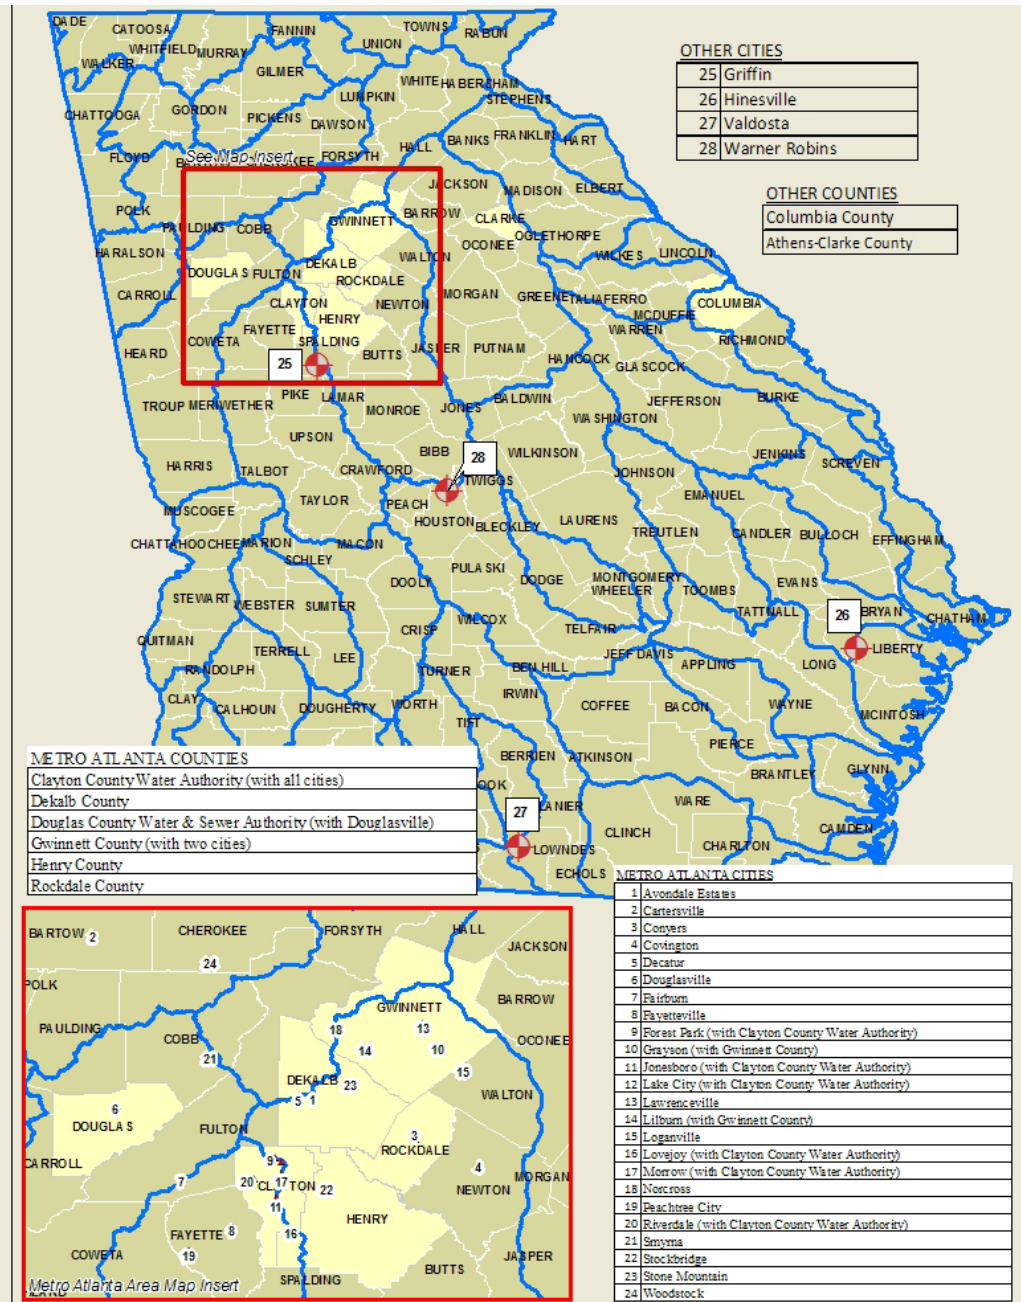 DADE
CATOOSA
FANNIN
TOWNS
RABUN
WHITFIELD
MURRAY
UNION
WALKER
GILMER
WHITE
HABERSHAM
LUMPKIN
STEPHENS
CHATTOOGA
GORDON
PICKENS
DAWSON
BANKS
FRANKLIN
HART
HALL
FLOYD
See Map Insert
FORSYTH
JACKSON
MADISON
ELBERT
POLK
PAULDING
COBB
GWINNETT
BARROW
CLARKE
OCONEE
OGLETHORPE
WILKES
LINCOLN
HARALSON
DOUGLAS
FULTON
DEKALB
WALTON
ROCKDALE
CARROLL
CLAYTON
NEWTON
MORGAN
GREENE
TALIAFERRO
COLUMBIA
MCDUFFIE
HENRY
FAYETTE
WARREN
RICHMOND
HEARD
COWETA
SPALDING
BUTTS
JASPER
PUTNAM
HANCOCK
GLASCOCK
25
TROUP
MERIWETHER
PIKE
LAMAR
MONROE
JONES
BALDWIN
JEFFERSON
BURKE
WASHINGTON
UPSON
BIBB
28
WILKINSON
JENKINS
SCREVEN
HARRIS
TALBOT
CRAWFORD
TWIGGS
JOHNSON
EMANUEL
MUSCOGEE
TAYLOR
PEACH
HOUSTON
BLECKLEY
LAURENS
TREUTLEN
CANDLER
BULLOCH
EFFINGHAM
CHATTAHOOCHEE
MARION
MACON
SCHLEY
PULASKI
DOOLY
DODGE
MONTGOMERY
WHEELER
TOOMBS
EVANS
STEWART
WEBSTER
SUMTER
TATTNALL
26
BRYAN
CHATHAM
CRISP
WILCOX
TELFAIR
QUITMAN
TERRELL
LEE
JEFF DAVIS
APPLING
LONG
LIBERTY
RANDOLPH
TURNER
BEN HILL
IRWIN
CLAY
CALHOUN
DOUGHERTY
WORTH
TIFT
COFFEE
BACON
WAYNE
MCINTOSH
PIERCE
BERRIEN
ATKINSON
BRANTLEY
GLYNN
OOK
27
LANIER
WARE
CLINCH
CAMDEN
CHARLTON
LOWNDES
ECHOLS
OTHER CITIES
25 Griffin
26 Hinesville
27 Valdosta
28 Warner Robins
OTHER COUNTIES
Columbia County
Athens-Clarke County
METRO ATLANTA COUNTIES
Clayton County Water Authority (with all cities)
Dekalb County
Douglas County Water & Sewer Authority (with Douglasville)
Gwinnett County (with two cities)
Henry County
Rockdale County
METRO ATLANTA CITIES
1 Avondale Estates
2 Cartersville
3 Conyers
4 Covington
5 Decatur
6 Douglasville
7 Fairburn
8 Fayetteville
9 Forest Park (with Clayton County Water Authority)
10 Grayson (with Gwinnett County)
11 Jonesboro (with Clayton County Water Authority)
12 Lake City (with Clayton County Water Authority)
13 Lawrenceville
14 Lilburn (with Gwinnett County)
15 Loganville
16 Lovejoy (with Clayton County Water Authority)
17 Morrow (with Clayton County Water Authority)
18 Norcross
19 Peachtree City
20 Riverdale (with Clayton County Water Authority)
21 Smyrna
22 Stockbridge
23 Stone Mountain
24 Woodstock
BARTOW 2
CHEROKEE
FORSYTH
HALL
JACKSON
24
POLK
BARROW
GWINNETT
PAULDING
COBB
18
13
OCONEE
14
10
21
15
DEKALB
23
WALTON
5
1
6
DOUGLAS
FULTON
3
ROCKDALE
CARROLL
9
4
MORGAN
7
20
CLAYTON
17
22
NEWTON
11
HENRY
FAYETTE 8
16
19
COWETA
JASPER
BUTTS
SPALDING
Metro Atlanta Area Map Insert